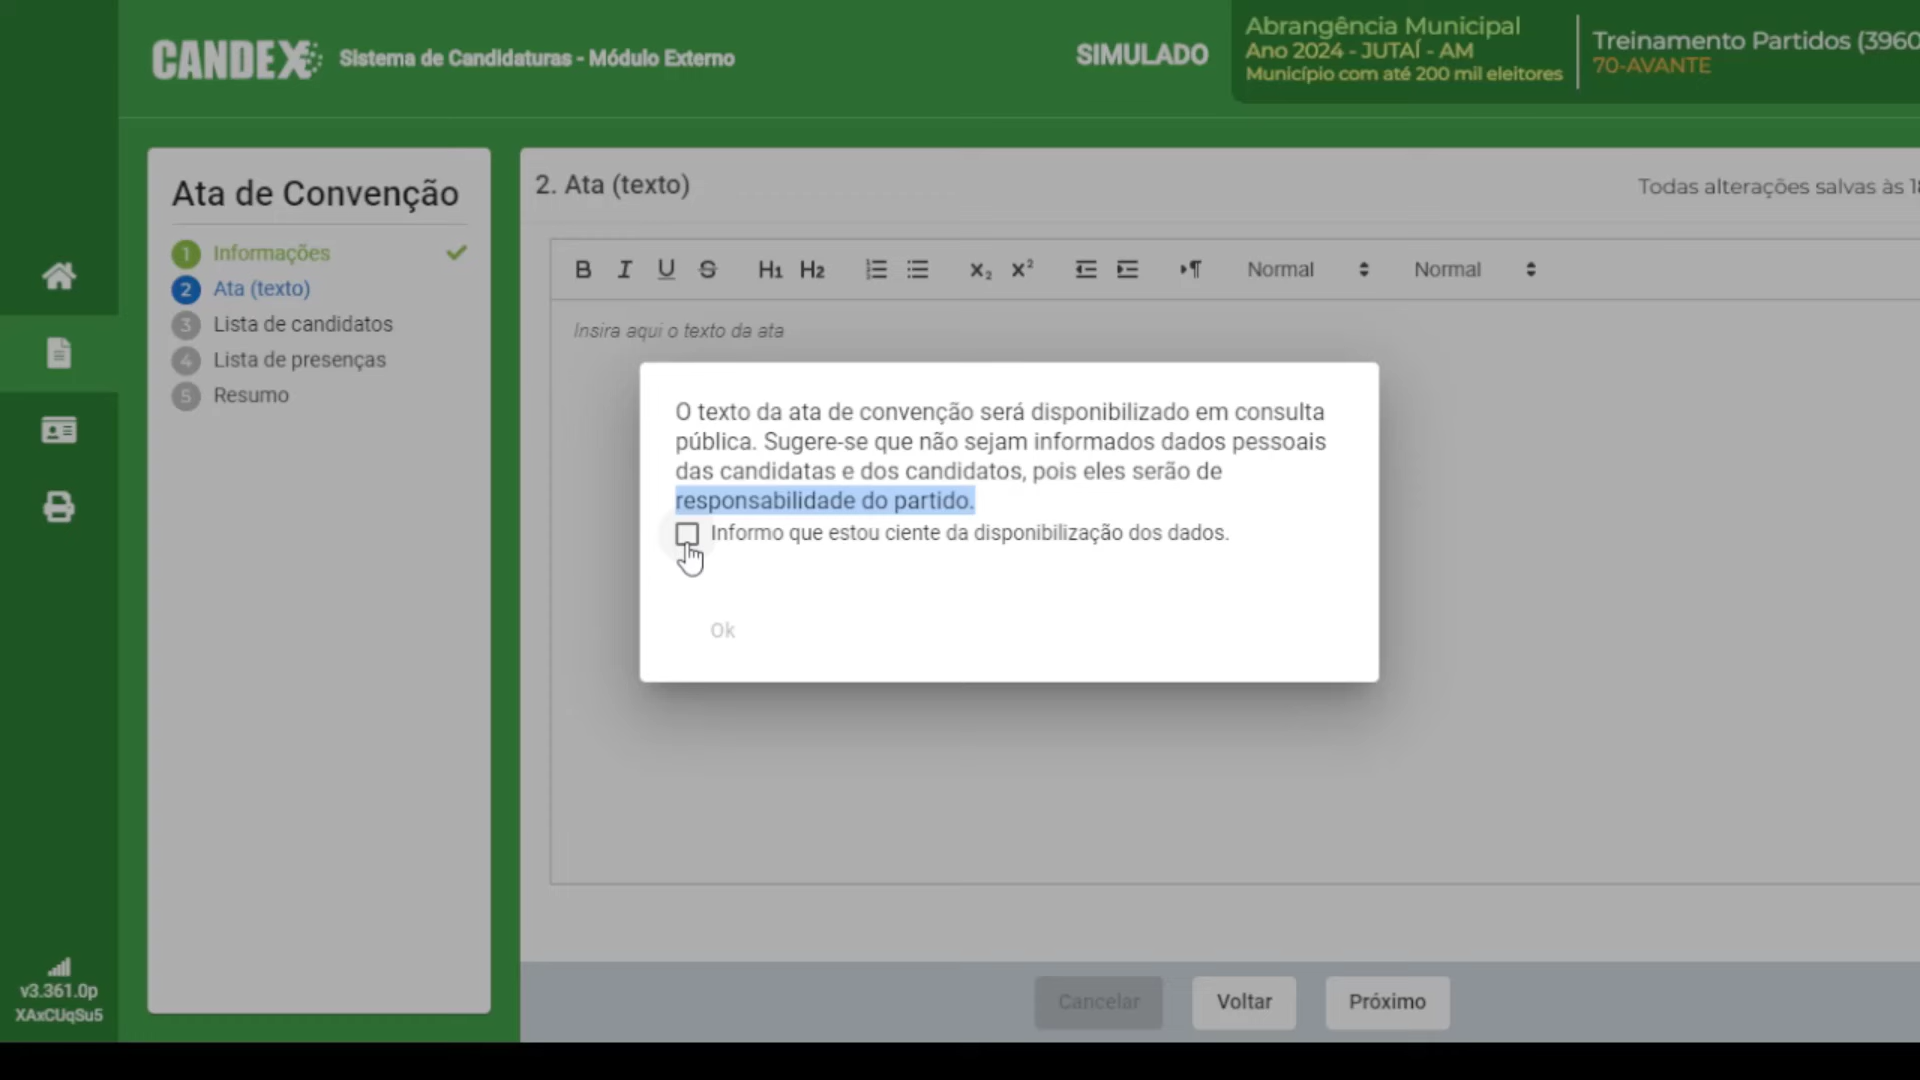 CANDEX
Sistema de Candidaturas - Módulo Externo
SIMULADO
Abrangência Municipal
Ano 2024 - JUTAÍ - AM
Município com até 200 mil eleitores
Treinamento Partidos (3960
70-AVANTE
Ata de Convenção
1 Informações
2 Ata (texto)
3 Lista de candidatos
4 Lista de presenças
5 Resumo
2. Ata (texto)
Todas alterações salvas às 18
B I U S H1 H2 X2 X2 Normal Normal
Insira aqui o texto da ata
O texto da ata de convenção será disponibilizado em consulta
pública. Sugere-se que não sejam informados dados pessoais
das candidatas e dos candidatos, pois eles serão de
responsabilidade do partido.
Informo que estou ciente da disponibilização dos dados.
Ok
Cancelar
Voltar
Próximo
v3.361.0p
XAxCUqSu5